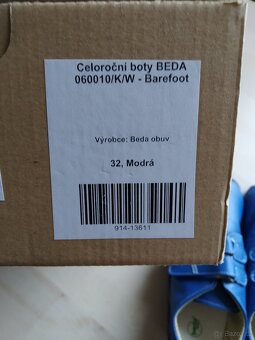 Celoroční boty BEDA
060010/K/W - Barefoot
Výrobce: Beda obuv
32, Modrá
914-13611